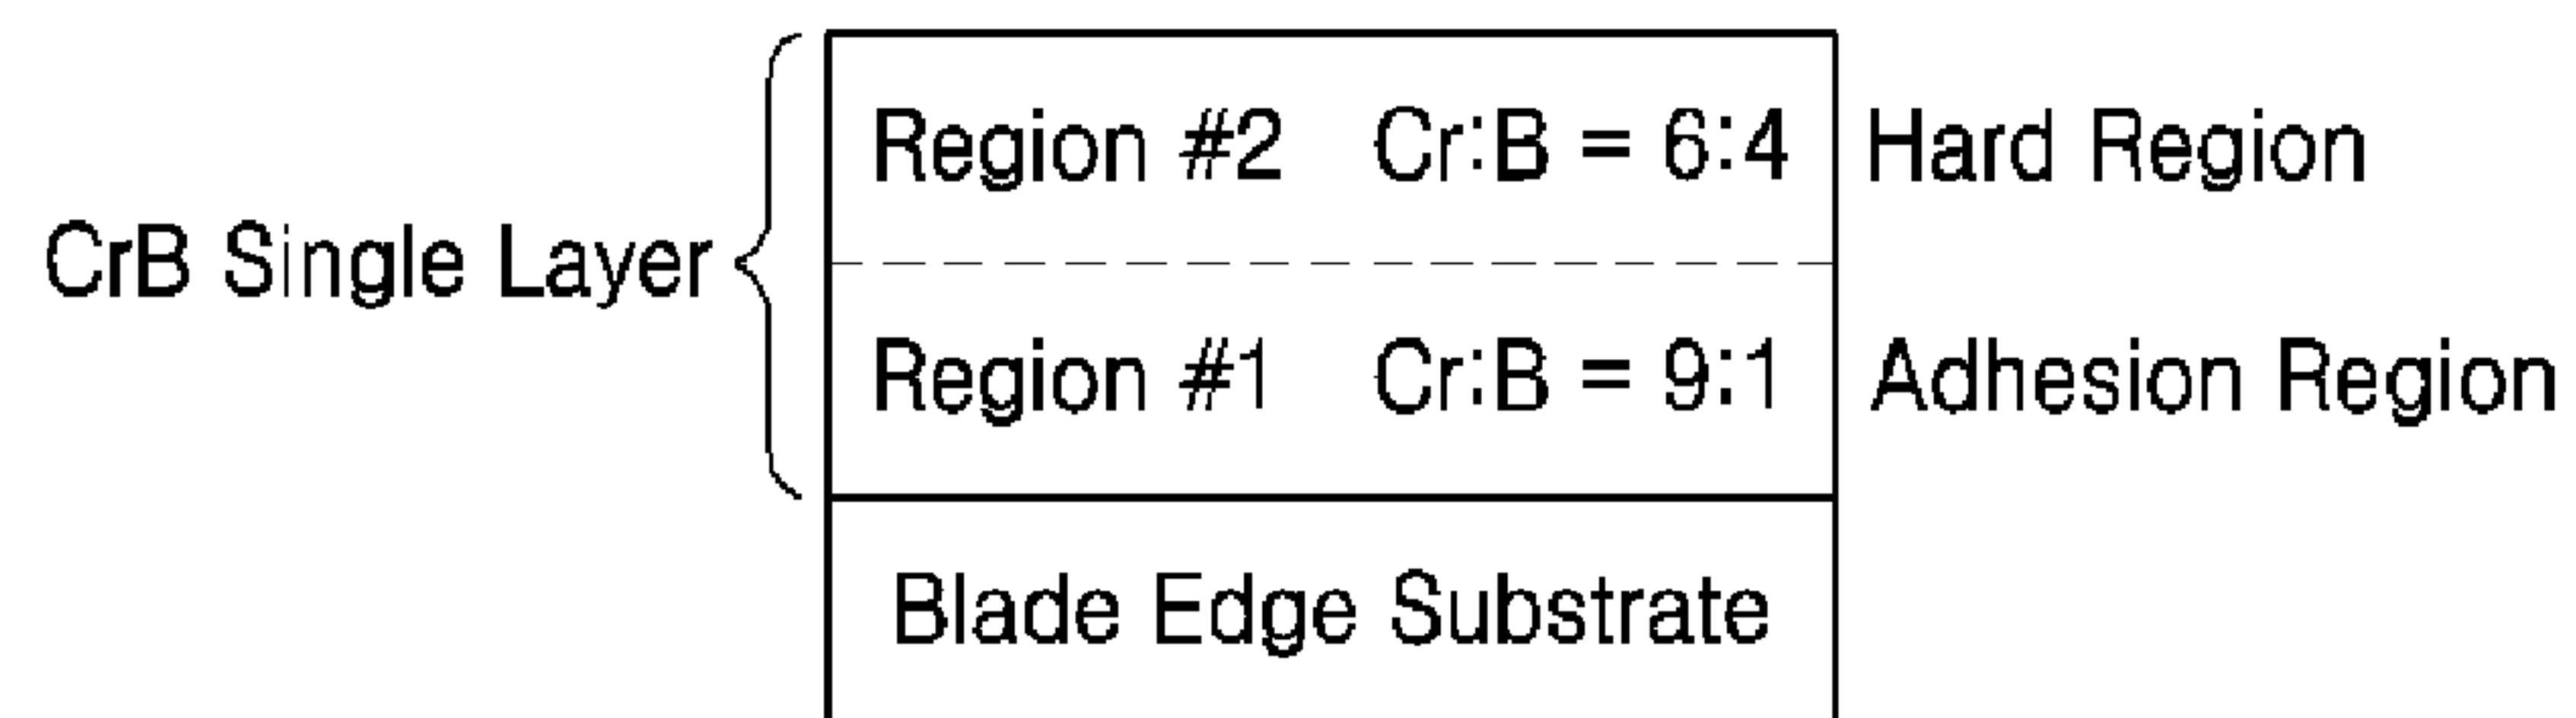 Region #2 Cr:B = 6:4 Hard Region
CrB Single Layer
Region #1 Cr:B = 9:1 Adhesion Region
Blade Edge Substrate